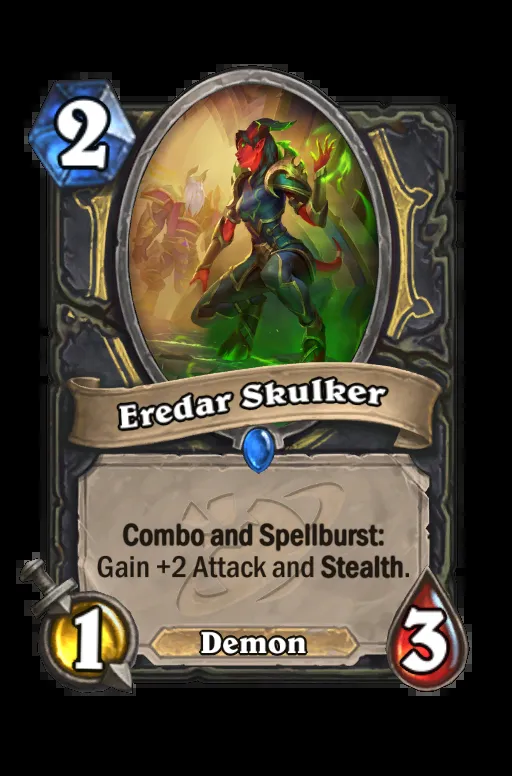 2
Eredar Skulker
Combo and Spellburst:
Gain +2 Attack and Stealth.
1
Demon
3